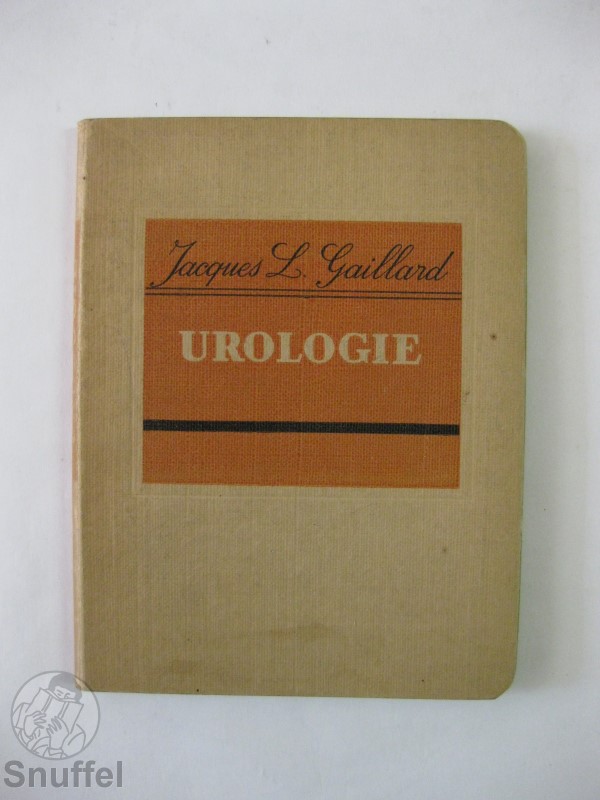 Jacques L. Gaillard
UROLOGIE
Snuffel